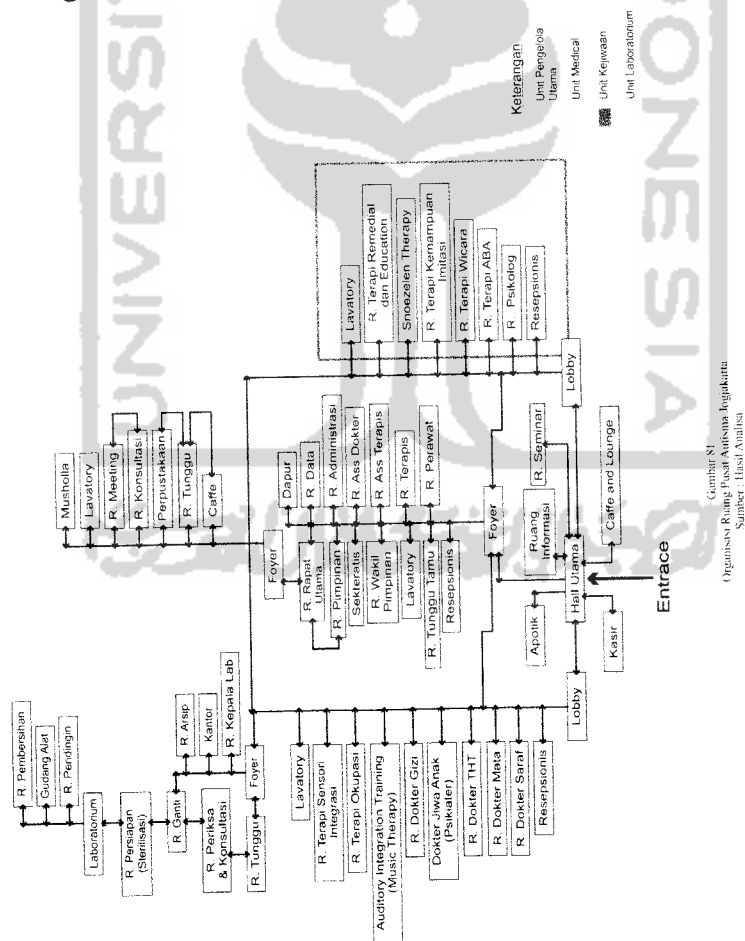 R. Pembersihan
Gudang Alat
R. Pendingin
Laboratorium
R. Persiapan
(Sterilisasi)
R. Ganti
R. Periksa
& Konsultasi
R. Tunggu
R. Arsip
Kantor
R. Kepala Lab
Foyer
Musholla
Lavatory
R. Meeting
R. Konsultasi
Perpustakaan
R. Tunggu
Caffe
Foyer
R. Rapat
Utama
R. Pimpinan
Sekteratis
R. Wakil
Pimpinan
Lavatory
R. Tunggu Tamu
Resepsionis
Dapur
R. Data
R. Administrasi
R. Ass Dokter
R. Ass Terapis
R. Terapis
R. Perawat
Foyer
Lavatory
R. Terapi Sensori
Integrasi
R. Terapi Okupasi
Auditory Integration Training
(Music Therapy)
R. Dokter Gizi
Dokter Jiwa Anak
(Psikiater)
R. Dokter THT
R. Dokter Mata
R. Dokter Saraf
Resepsionis
Lobby
Lavatory
R. Terapi Remedial
dan Education
Snoezelen Therapy
R. Terapi Kemampuan
Imitasi
R. Terapi Wicara
R. Terapi ABA
R. Psikolog
Resepsionis
Lobby
Apotik
Ruang
Informasi
R. Seminar
Hall Utama
Kasir
Caffe and Lounge
Entrace
Keterangan
Unit Pengelola
Utama
Unit Medical
Unit Kejiwaan
Unit Laboratorium
Gambar 81
Organisasi Ruang Pusat Autisma Jogjakarta
Sumber : Hasil Analisa
UNIVERSI
ONESIA